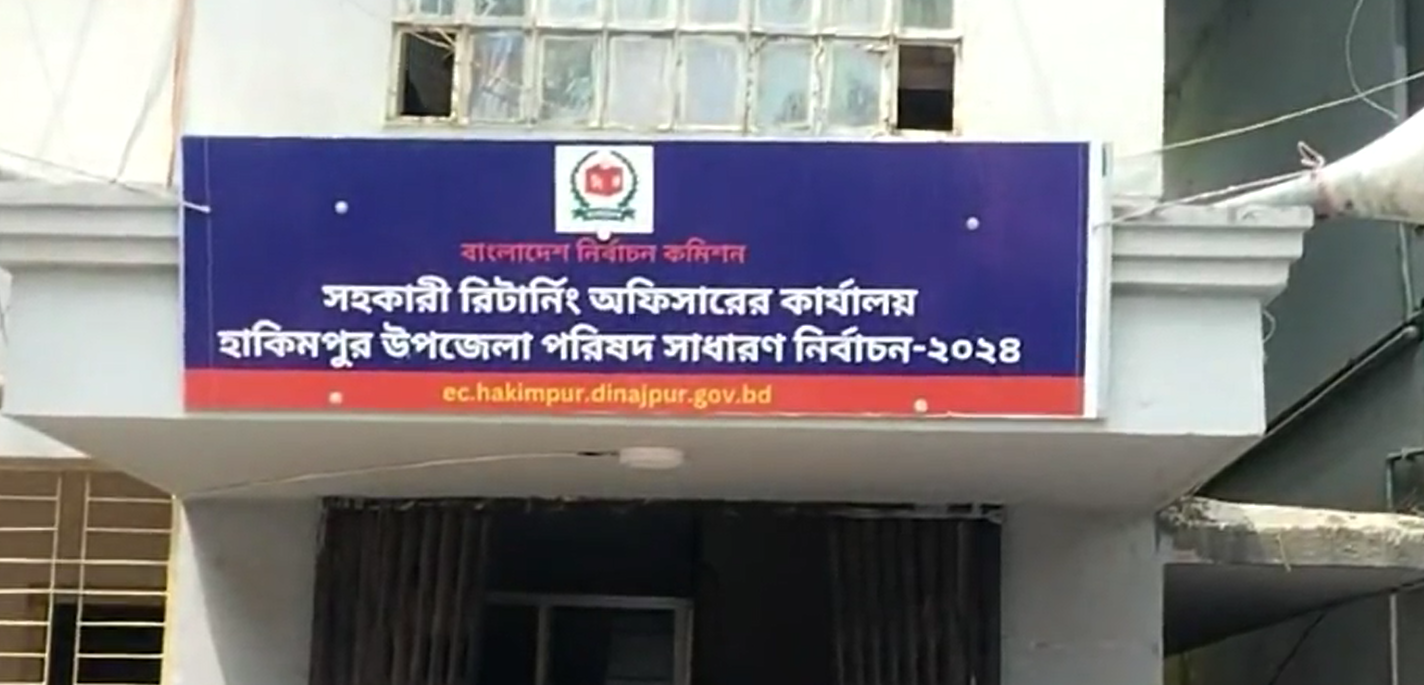 বাংলাদেশ নির্বাচন কমিশন
সহকারী রিটার্নিং অফিসারের কার্যালয়
হাকিমপুর উপজেলা পরিষদ সাধারণ নির্বাচন-২০২৪
ec.hakimpur.dinajpur.gov.bd